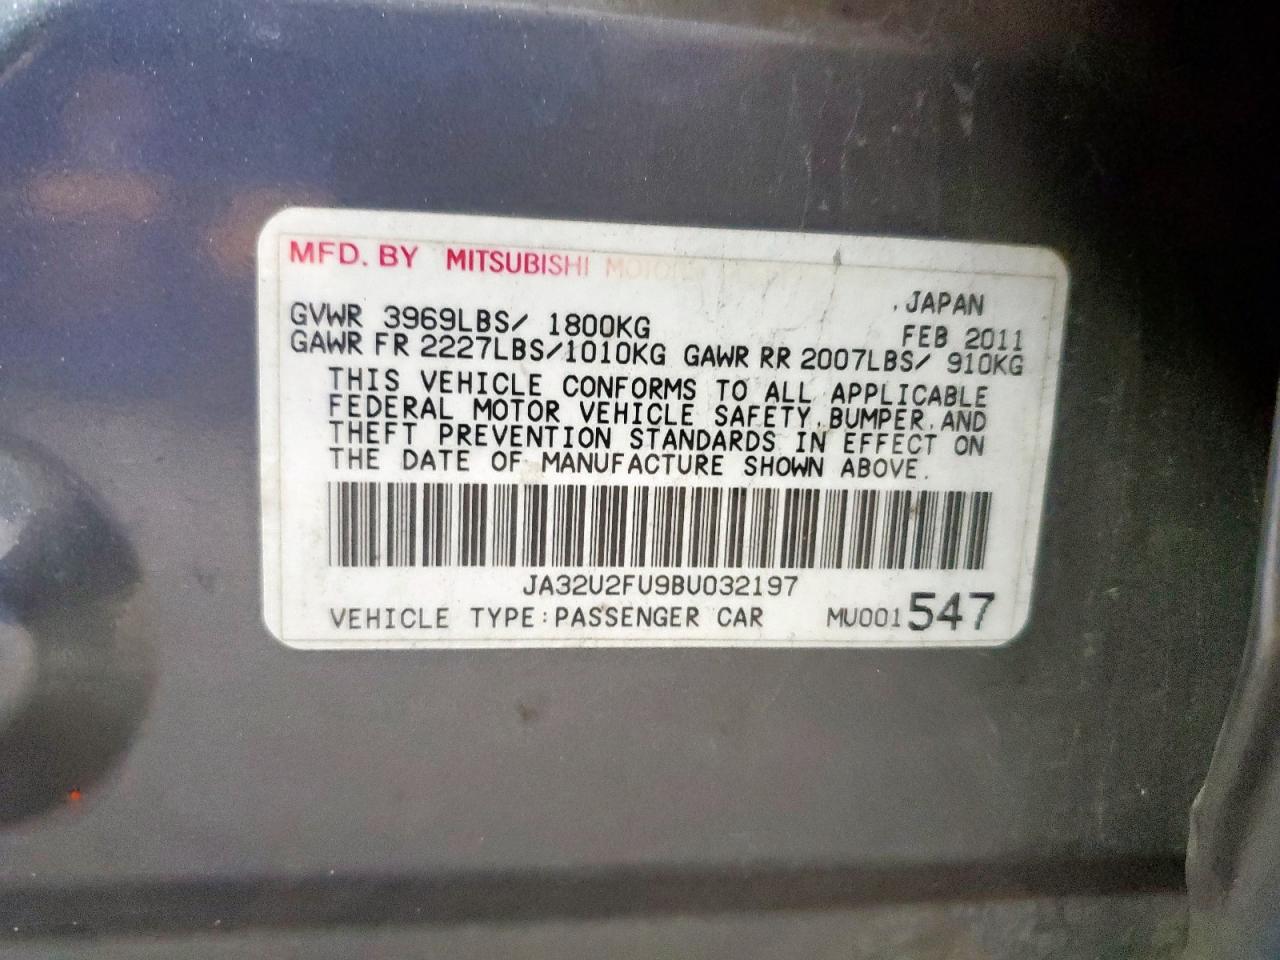 MFD. BY MITSUBISHI MOTORS
, JAPAN
GVWR 3969LBS/ 1800KG
FEB 2011
GAWR FR 2227LBS/1010KG GAWR RR 2007LBS/ 910KG
THIS VEHICLE CONFORMS TO ALL APPLICABLE
FEDERAL MOTOR VEHICLE SAFETY, BUMPER, AND
THEFT PREVENTION STANDARDS IN EFFECT ON
THE DATE OF MANUFACTURE SHOWN ABOVE.
JA32U2FU9BU032197
VEHICLE TYPE:PASSENGER CAR MU001547